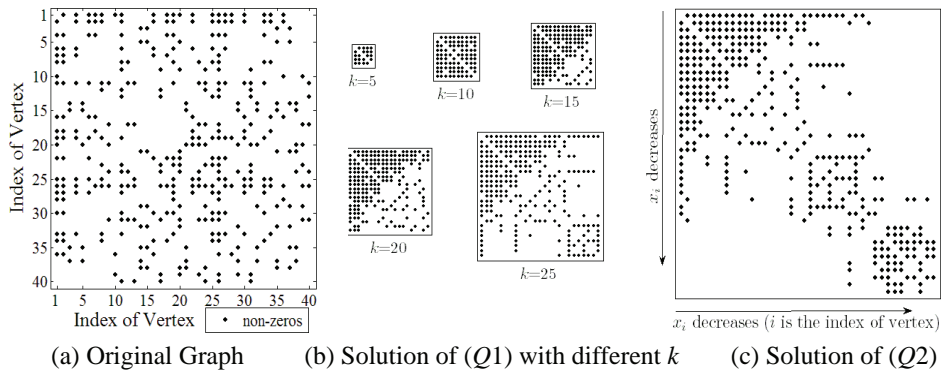 1
5
10
15
20
25
30
35
40
Index of Vertex
1 5 10 15 20 25 30 35 40
Index of Vertex
non-zeros
(a) Original Graph
k=5
k=10
k=15
k=20
k=25
(b) Solution of (Q1) with different k
x_i decreases
x_i decreases (i is the index of vertex)
(c) Solution of (Q2)